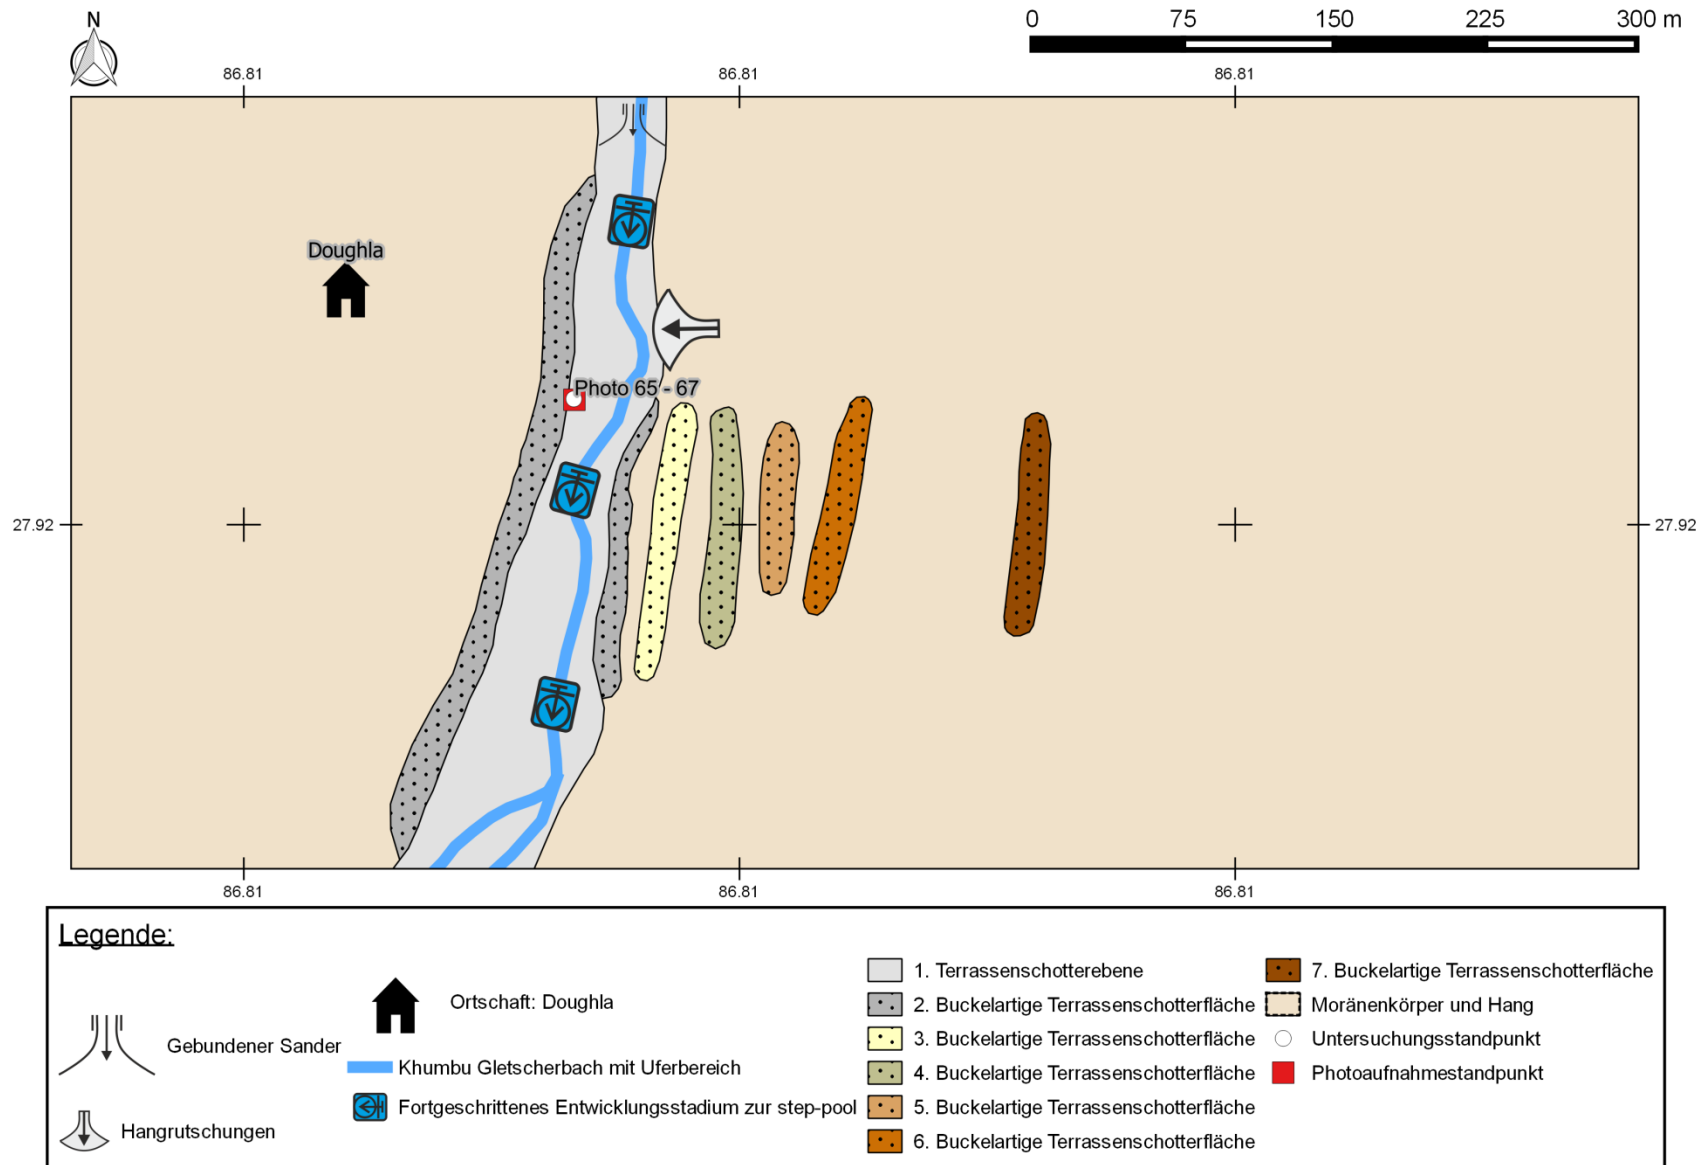 N
0 75 150 225 300 m
86.81 86.81 86.81
Doughla
Photo 65 - 67
27.92 27.92
86.81 86.81 86.81
Legende:
Gebundener Sander
Hangrutschungen
Ortschaft: Doughla
Khumbu Gletscherbach mit Uferbereich
Fortgeschrittenes Entwicklungsstadium zur step-pool
1. Terrassenschotterebene
2. Buckelartige Terrassenschotterfläche
3. Buckelartige Terrassenschotterfläche
4. Buckelartige Terrassenschotterfläche
5. Buckelartige Terrassenschotterfläche
6. Buckelartige Terrassenschotterfläche
7. Buckelartige Terrassenschotterfläche
Moränenkörper und Hang
Untersuchungsstandpunkt
Photoaufnahmestandpunkt